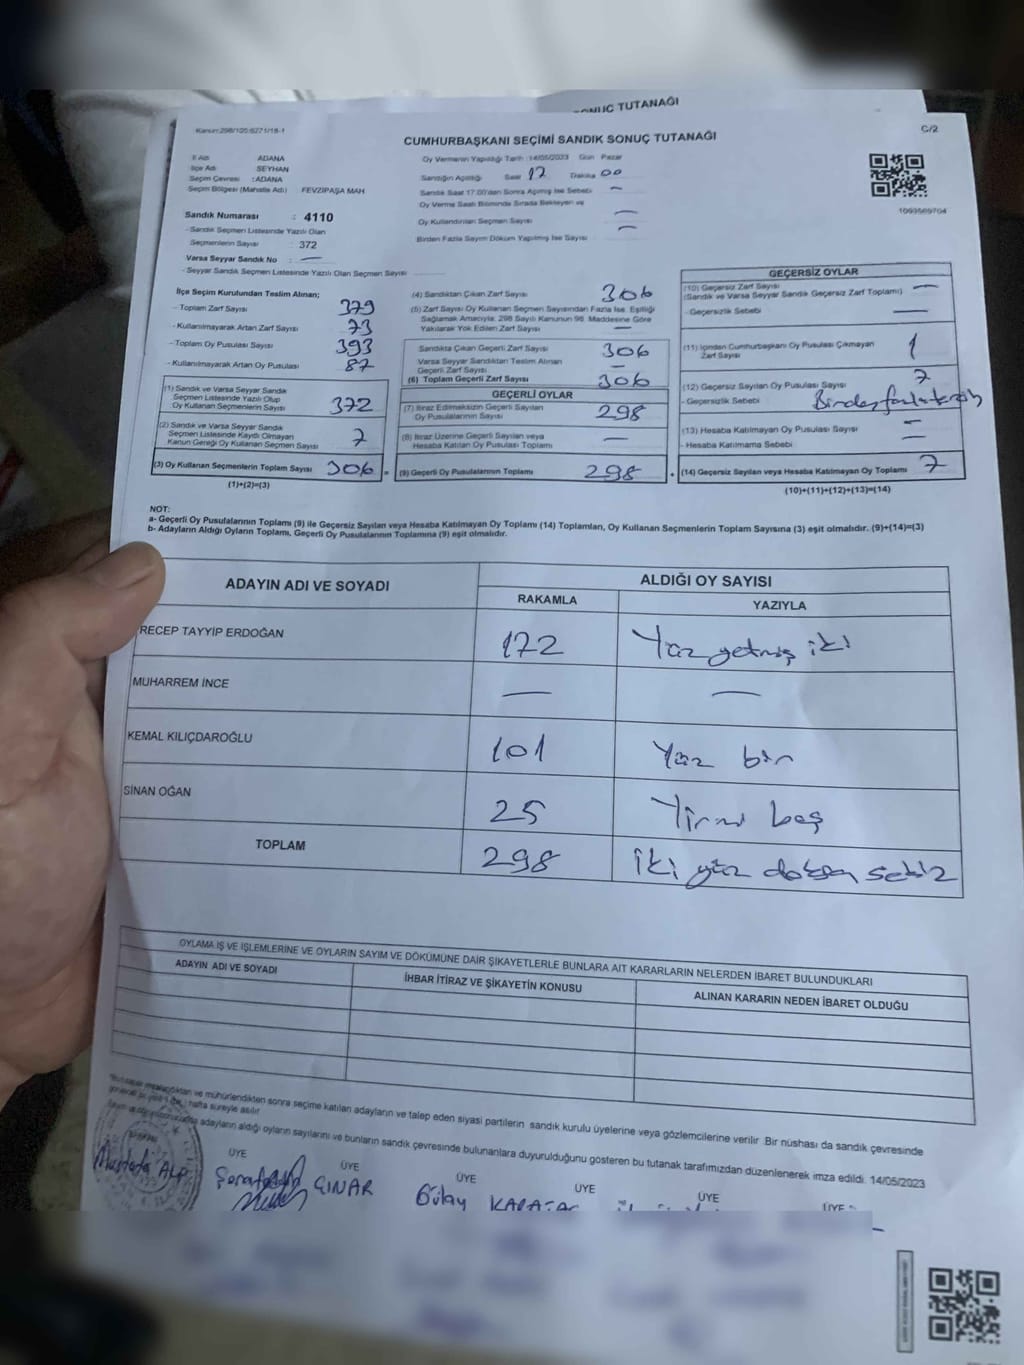 SONUÇ TUTANAĞI
Kanun:298/105;6271/18-1
C/2
CUMHURBAŞKANI SEÇİMİ SANDIK SONUÇ TUTANAĞI
İl Adı : ADANA
İlçe Adı : SEYHAN
Seçim Çevresi : ADANA
Seçim Bölgesi (Mahalle Adı) : FEVZİPAŞA MAH
Sandık Numarası : 4110
- Sandık Seçmen Listesinde Yazılı Olan
Seçmenlerin Sayısı : 372
Varsa Seyyar Sandık No : —
- Seyyar Sandık Seçmen Listesinde Yazılı Olan Seçmen Sayısı
Oy Vermenin Yapıldığı Tarih : 14/05/2023 Gün Pazar
Sandığın Açıldığı Saat 17 Dakika 00
Sandık Saat 17:00'den Sonra Açılmış İse Sebebi : —
Oy Verme Saati Bitiminde Sırada Bekleyen ve
Oy Kullandırılan Seçmen Sayısı : —
Birden Fazla Sayım Döküm Yapılmış İse Sayısı : —
1093569704
İlçe Seçim Kurulundan Teslim Alınan;
- Toplam Zarf Sayısı 379
- Kullanılmayarak Artan Zarf Sayısı 73
- Toplam Oy Pusulası Sayısı 393
- Kullanılmayarak Artan Oy Pusulası 87
(1) Sandık ve Varsa Seyyar Sandık
Seçmen Listesinde Yazılı Olup
Oy Kullanan Seçmenlerin Sayısı 372
(2) Sandık ve Varsa Seyyar Sandık
Seçmen Listesinde Kaydı Olmayan
Kanun Gereği Oy Kullanan Seçmen Sayısı 7
(3) Oy Kullanan Seçmenlerin Toplam Sayısı 306 =
(1)+(2)=(3)
(4) Sandıktan Çıkan Zarf Sayısı 306
(5) Zarf Sayısı Oy Kullanan Seçmen Sayısından Fazla İse, Eşitliği
Sağlamak Amacıyla, 298 Sayılı Kanunun 98. Maddesine Göre
Yakılarak Yok Edilen Zarf Sayısı —
Sandıkta Çıkan Geçerli Zarf Sayısı 306
Varsa Seyyar Sandıktan Teslim Alınan
Geçerli Zarf Sayısı —
(6) Toplam Geçerli Zarf Sayısı 306
GEÇERLİ OYLAR
(7) İtiraz Edilmeksizin Geçerli Sayılan
Oy Pusulalarının Sayısı 298
(8) İtiraz Üzerine Geçerli Sayılan veya
Hesaba Katılan Oy Pusulası Toplamı —
(9) Geçerli Oy Pusulalarının Toplamı 298 +
GEÇERSİZ OYLAR
(10) Geçersiz Zarf Sayısı —
(Sandık ve Varsa Seyyar Sandık Geçersiz Zarf Toplamı)
- Geçersizlik Sebebi —
(11) İçinden Cumhurbaşkanı Oy Pusulası Çıkmayan
Zarf Sayısı 1
(12) Geçersiz Sayılan Oy Pusulası Sayısı 7
- Geçersizlik Sebebi
(13) Hesaba Katılmayan Oy Pusulası Sayısı —
- Hesaba Katılmama Sebebi —
(14) Geçersiz Sayılan veya Hesaba Katılmayan Oy Toplamı 7
(10)+(11)+(12)+(13)=(14)
NOT:
a- Geçerli Oy Pusulalarının Toplamı (9) ile Geçersiz Sayılan veya Hesaba Katılmayan Oy Toplamı (14) Toplamları, Oy Kullanan Seçmenlerin Toplam Sayısına (3) eşit olmalıdır. (9)+(14)=(3)
b- Adayların Aldığı Oyların Toplamı, Geçerli Oy Pusulalarının Toplamına (9) eşit olmalıdır.
ADAYIN ADI VE SOYADI
ALDIĞI OY SAYISI
RAKAMLA YAZIYLA
RECEP TAYYİP ERDOĞAN 172 Yüz yetmiş iki
MUHARREM İNCE — —
KEMAL KILIÇDAROĞLU 101 Yüz bir
SİNAN OĞAN 25 Yirmi beş
TOPLAM 298 iki yüz doksan sekiz
OYLAMA İŞ VE İŞLEMLERİNE VE OYLARIN SAYIM VE DÖKÜMÜNE DAİR ŞİKAYETLERLE BUNLARA AİT KARARLARIN NELERDEN İBARET BULUNDUKLARI
ADAYIN ADI VE SOYADI
İHBAR İTİRAZ VE ŞİKAYETİN KONUSU
ALINAN KARARIN NEDEN İBARET OLDUĞU
imzalandıktan ve mühürlendikten sonra seçime katılan adayların ve talep eden siyasi partilerin sandık kurulu üyelerine veya gözlemcilerine verilir. Bir nüshası da sandık çevresinde
hafta süreyle asılır.
adayların aldığı oyların sayılarını ve bunların sandık çevresinde bulunanlara duyurulduğunu gösteren bu tutanak tarafımızdan düzenlenerek imza edildi. 14/05/2023
ÜYE ÜYE ÜYE ÜYE ÜYE ÜYE
Mustafa ALP
ÇINAR
Gülay